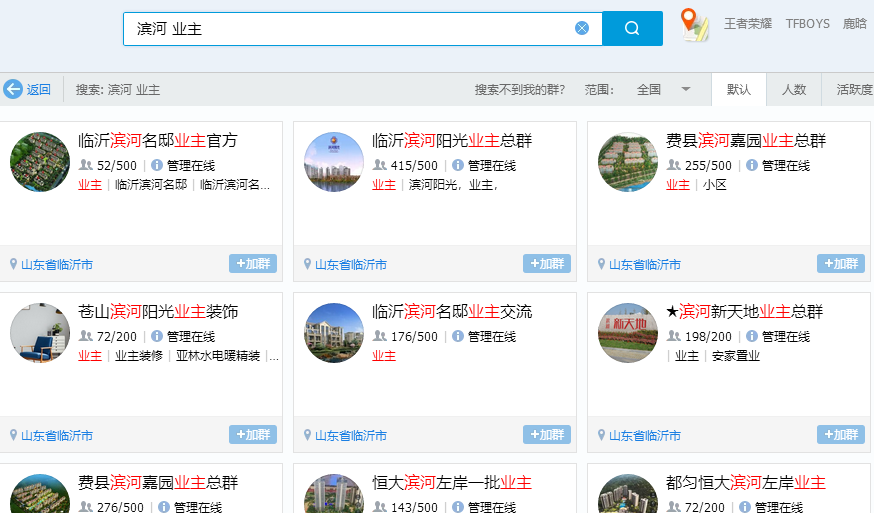 滨河 业主
王者荣耀 TFBOYS 鹿晗
返回 搜索: 滨河 业主 搜索不到我的群? 范围: 全国 默认 人数 活跃度
临沂滨河名邸业主官方
52/500 管理在线
业主 | 临沂滨河名邸 | 临沂滨河名...
山东省临沂市 +加群
临沂滨河阳光业主总群
415/500 管理在线
业主 | 滨河阳光，业主，
山东省临沂市 +加群
费县滨河嘉园业主总群
255/500 管理在线
业主 | 小区
山东省临沂市 +加群
苍山滨河阳光业主装饰
72/200 管理在线
业主 | 业主装修 | 亚林水电暖精装 |...
山东省临沂市 +加群
临沂滨河名邸业主交流
176/500 管理在线
业主
山东省临沂市 +加群
新天地
★滨河新天地业主总群
198/200 管理在线
| 业主 | 安家置业
山东省临沂市 +加群
费县滨河嘉园业主总群
276/500 管理在线
恒大滨河左岸一批业主
143/500 管理在线
都匀恒大滨河左岸业主
72/200 管理在线